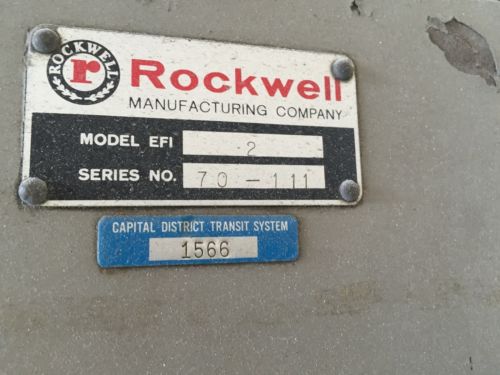 ROCKWELL
r
Rockwell
MANUFACTURING COMPANY
MODEL EFI 2
SERIES NO. 70-111
CAPITAL DISTRICT TRANSIT SYSTEM
1566